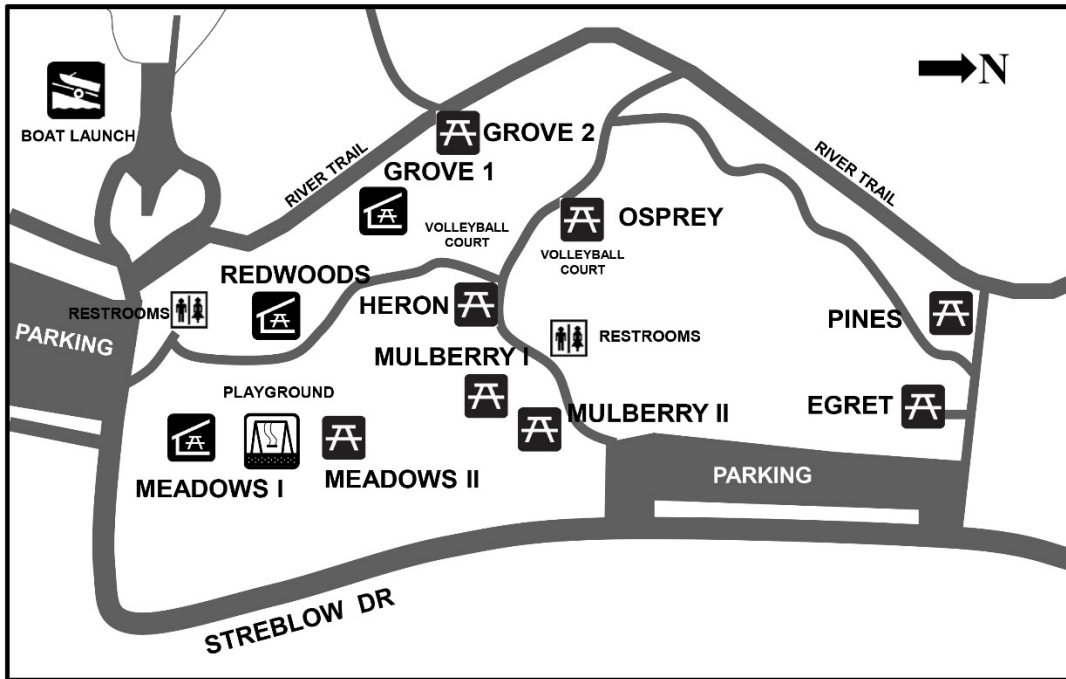 N
BOAT LAUNCH
RIVER TRAIL
GROVE 2
GROVE 1
RIVER TRAIL
OSPREY
VOLLEYBALL
COURT
VOLLEYBALL
COURT
REDWOODS
HERON
RESTROOMS
PINES
PARKING
RESTROOMS
MULBERRY I
PLAYGROUND
EGRET
MULBERRY II
MEADOWS I
MEADOWS II
PARKING
STREBLOW DR